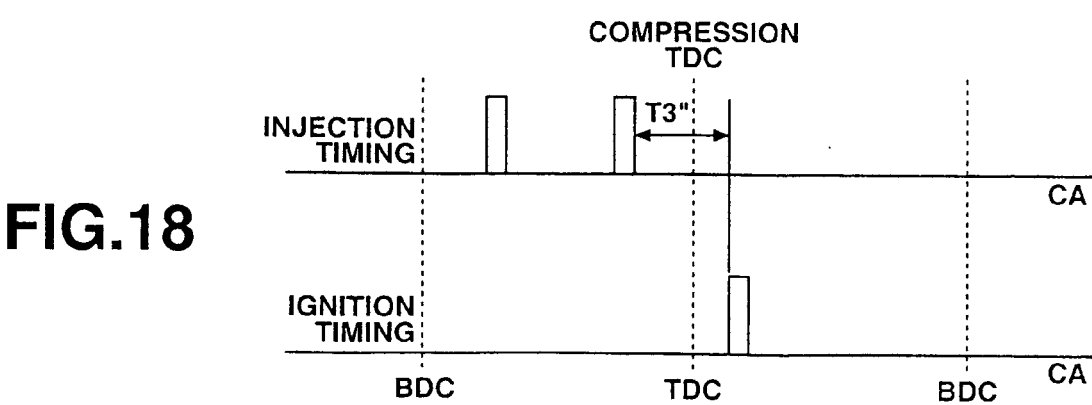 COMPRESSION
TDC
T3"
INJECTION
TIMING
CA
FIG.18
IGNITION
TIMING
CA
BDC
TDC
BDC